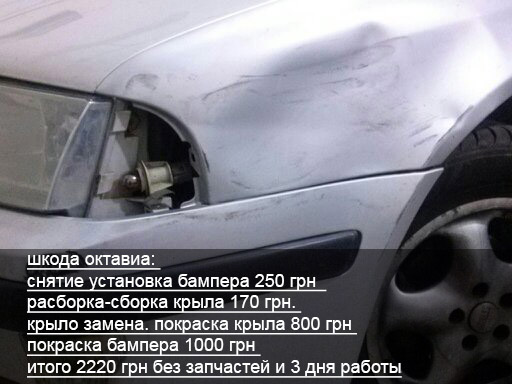 шкода октавиа:
снятие установка бампера 250 грн
расборка-сборка крыла 170 грн.
крыло замена. покраска крыла 800 грн
покраска бампера 1000 грн
итого 2220 грн без запчастей и 3 дня работы